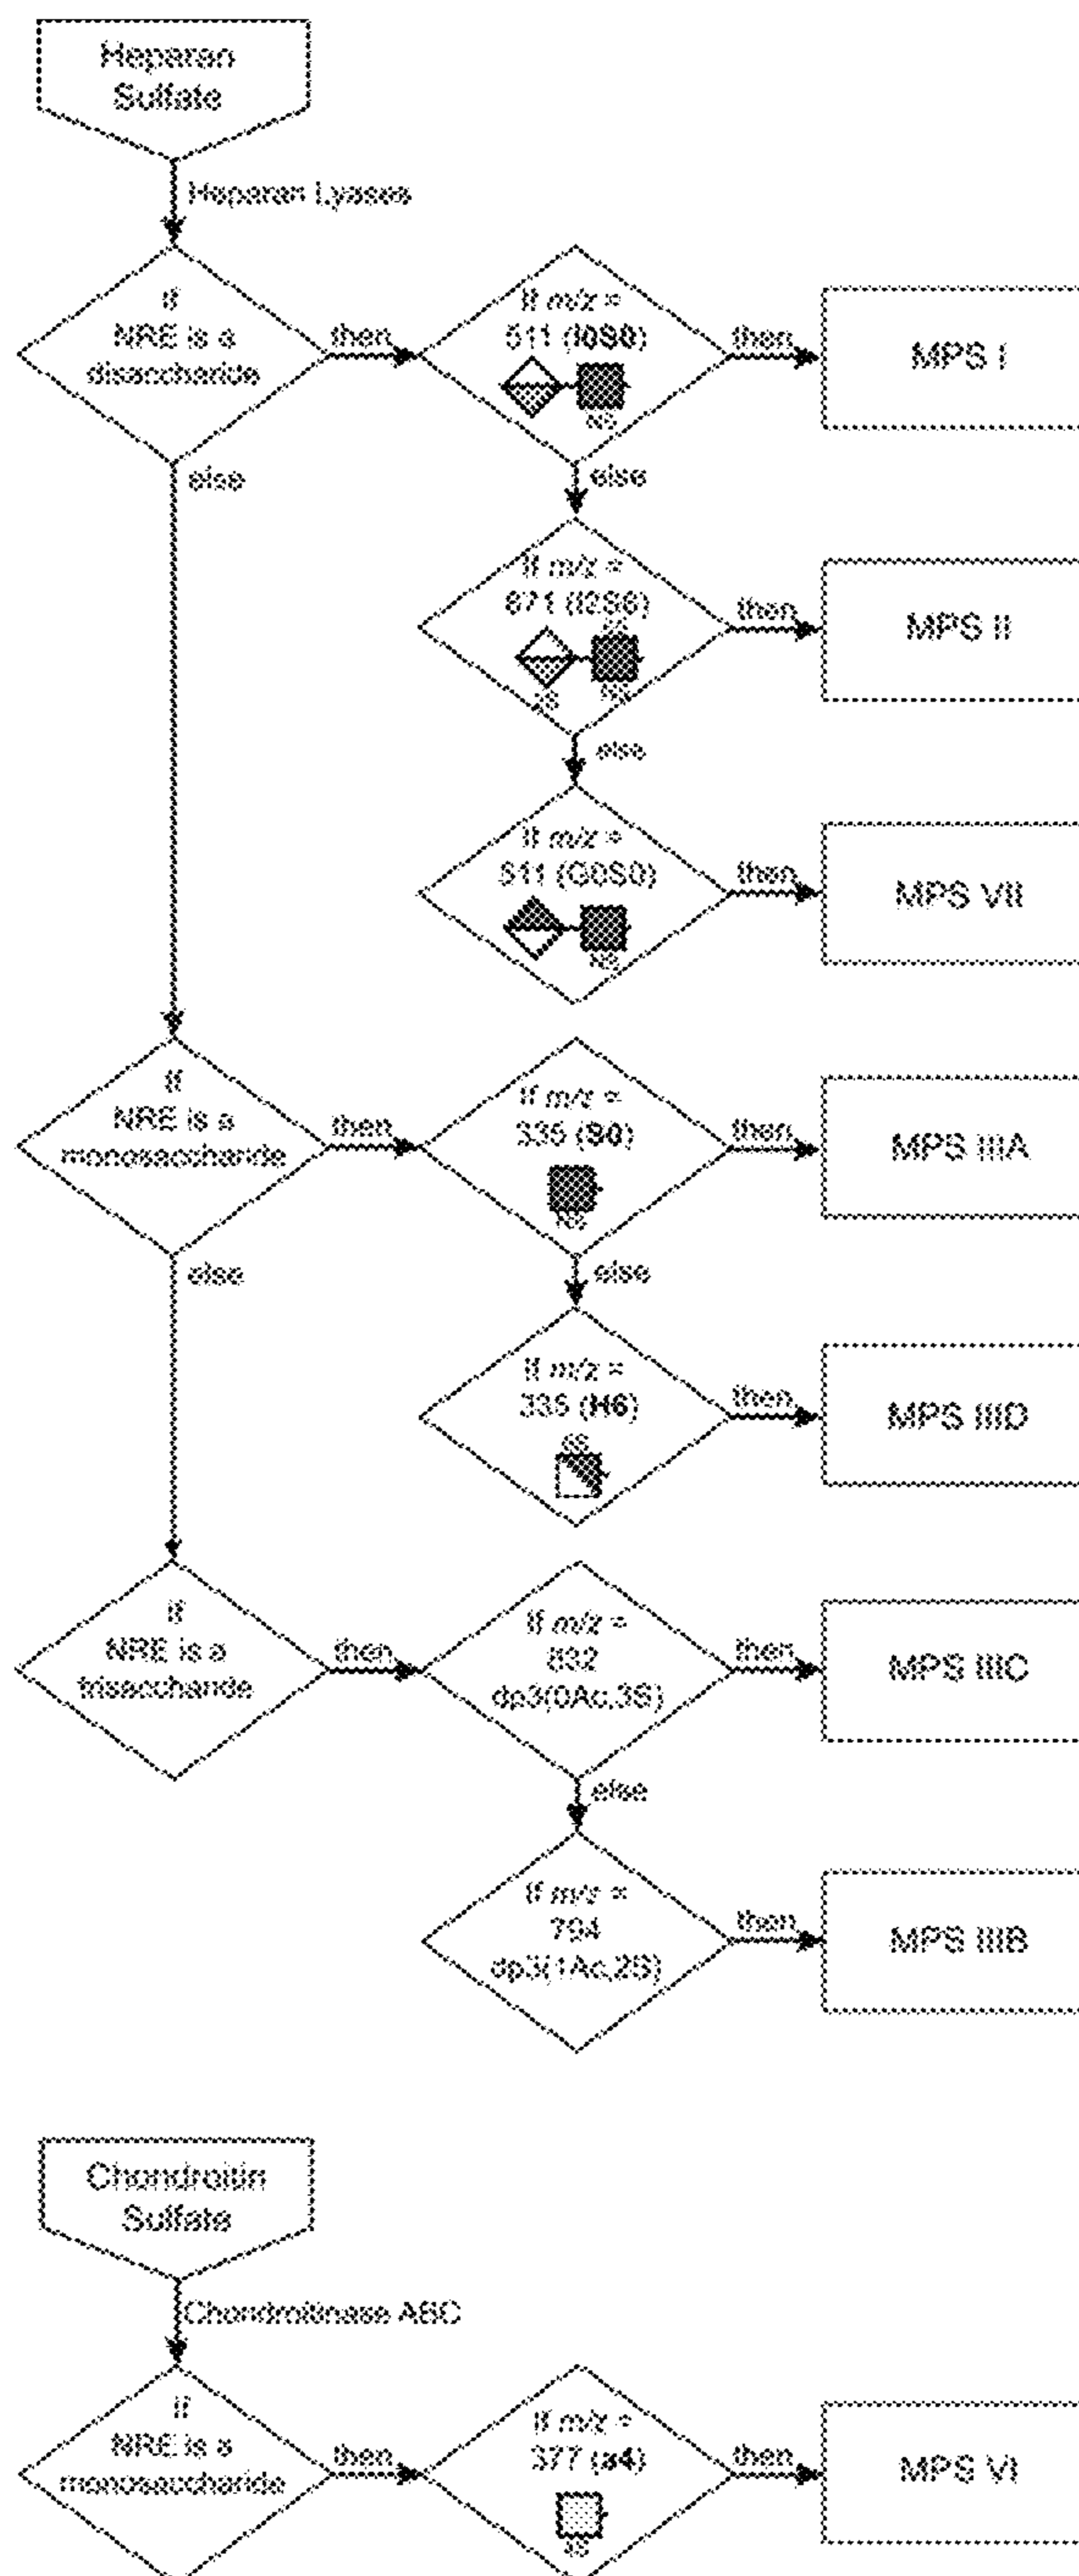 Heparan
Sulfate
Heparan Lyases
If
NRE is a
disaccharide
then
If m/z =
511 (I0S0)
NS
then
MPS I
else
else
If m/z =
671 (I2S6)
2S
NS
then
MPS II
else
If m/z =
511 (G0S0)
NS
then
MPS VII
If
NRE is a
monosaccharide
then
If m/z =
335 (S0)
NS
then
MPS IIIA
else
else
If m/z =
335 (H6)
6S
then
MPS IIID
If
NRE is a
trisaccharide
then
If m/z =
832
dp3(0Ac,3S)
then
MPS IIIC
else
If m/z =
794
dp3(1Ac,2S)
then
MPS IIIB
Chondroitin
Sulfate
Chondroitinase ABC
If
NRE is a
monosaccharide
then
If m/z =
377 (a4)
4S
then
MPS VI